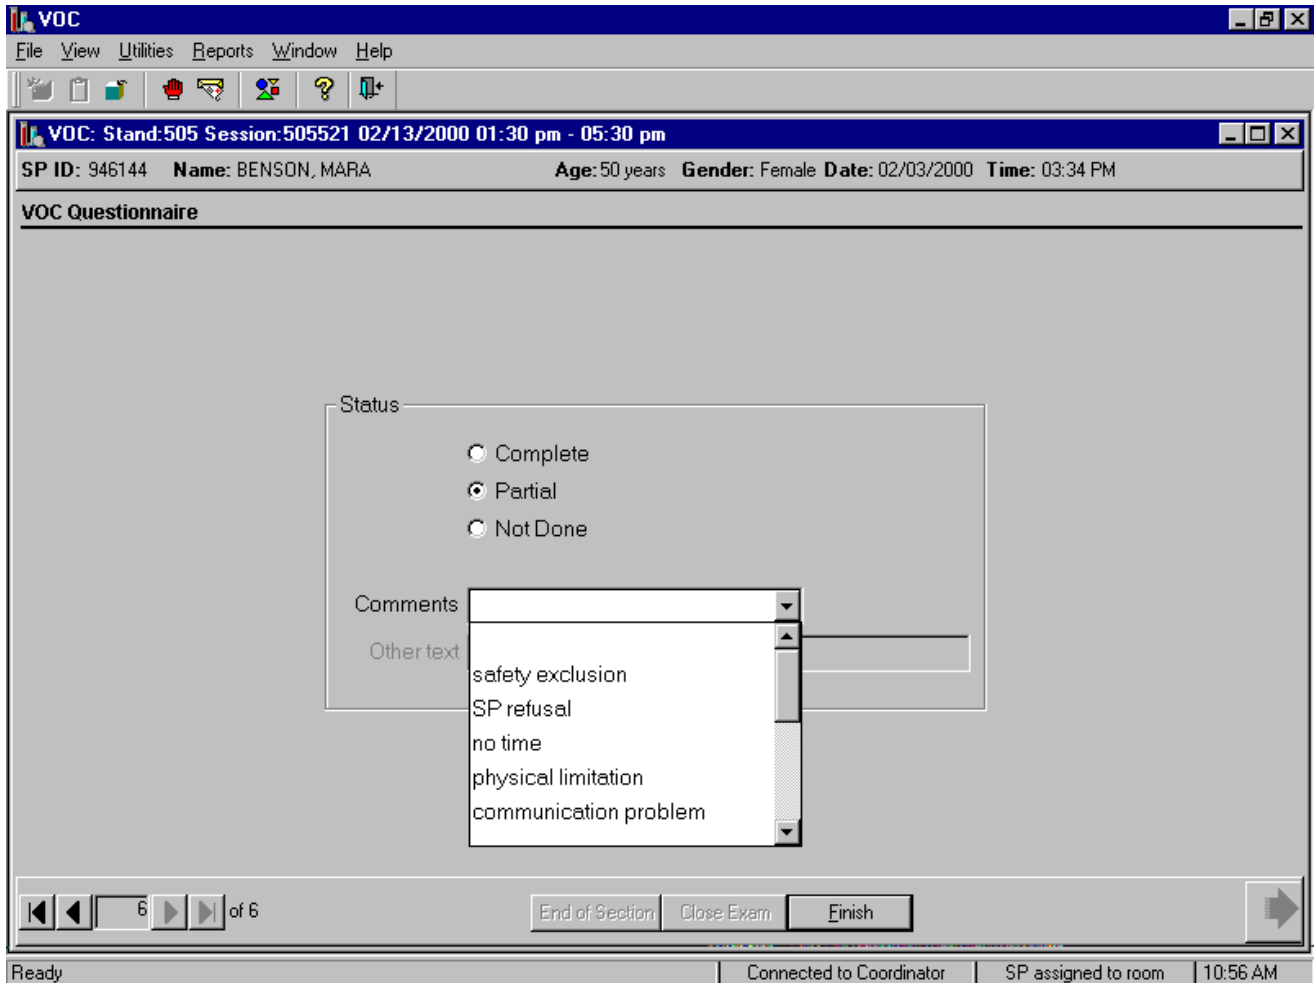 VOC
File View Utilities Reports Window Help
VOC: Stand:505 Session:505521 02/13/2000 01:30 pm - 05:30 pm
SP ID: 946144 Name: BENSON, MARA Age: 50 years Gender: Female Date: 02/03/2000 Time: 03:34 PM
VOC Questionnaire
Status
Complete
Partial
Not Done
Comments
Other text
safety exclusion
SP refusal
no time
physical limitation
communication problem
6 of 6 End of Section Close Exam Finish
Ready Connected to Coordinator SP assigned to room 10:56 AM